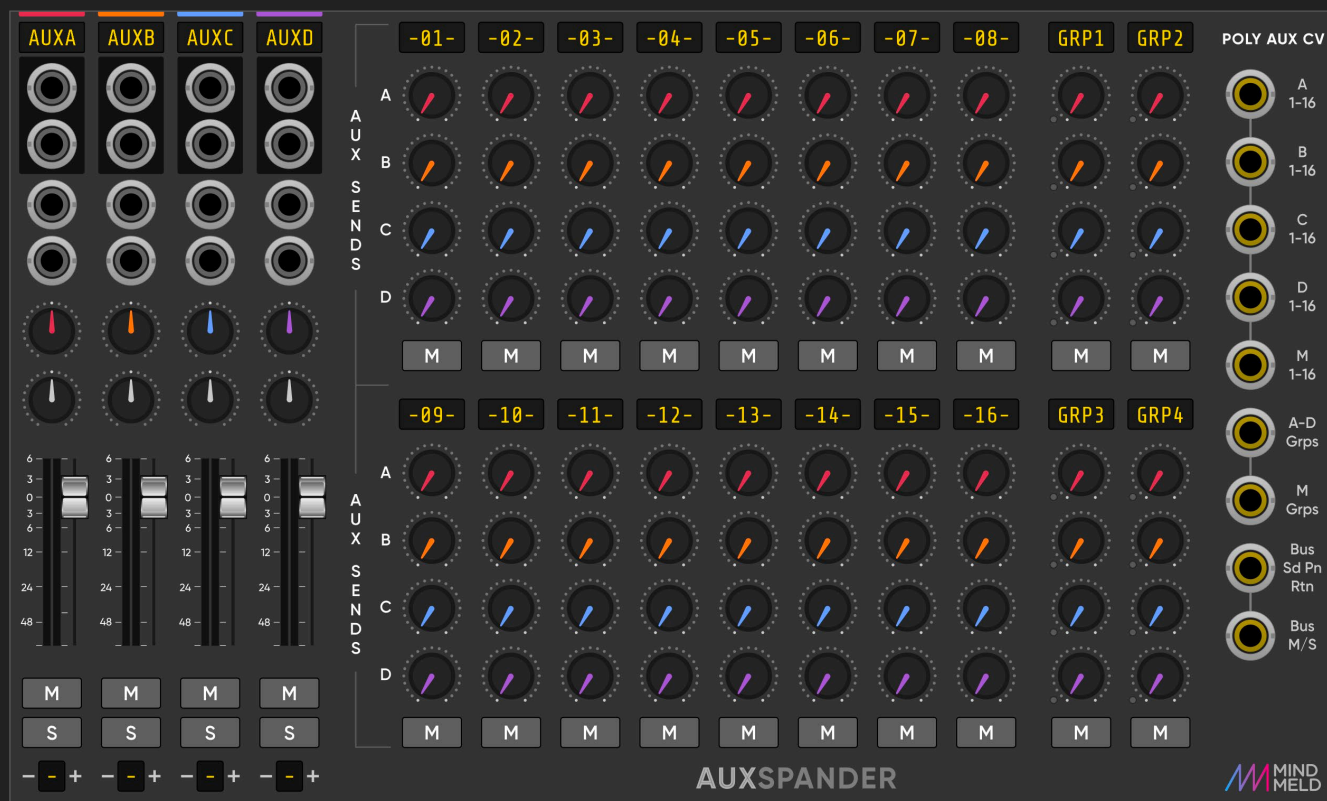 AUXA AUXB AUXC AUXD
-01- -02- -03- -04- -05- -06- -07- -08- GRP1 GRP2
POLY AUX CV
AUX SENDS
A
B
C
D
M M M M M M M M M M
-09- -10- -11- -12- -13- -14- -15- -16- GRP3 GRP4
AUX SENDS
A
B
C
D
M M M M M M M M M M
6 6 6 6
3 3 3 3
0 0 0 0
3 3 3 3
6 6 6 6
12 12 12 12
24 24 24 24
48 48 48 48
M M M M
S S S S
− - + − - + − - + − - +
A
1-16
B
1-16
C
1-16
D
1-16
M
1-16
A-D
Grps
M
Grps
Bus
Sd Pn
Rtn
Bus
M/S
AUXSPANDER
MIND
MELD